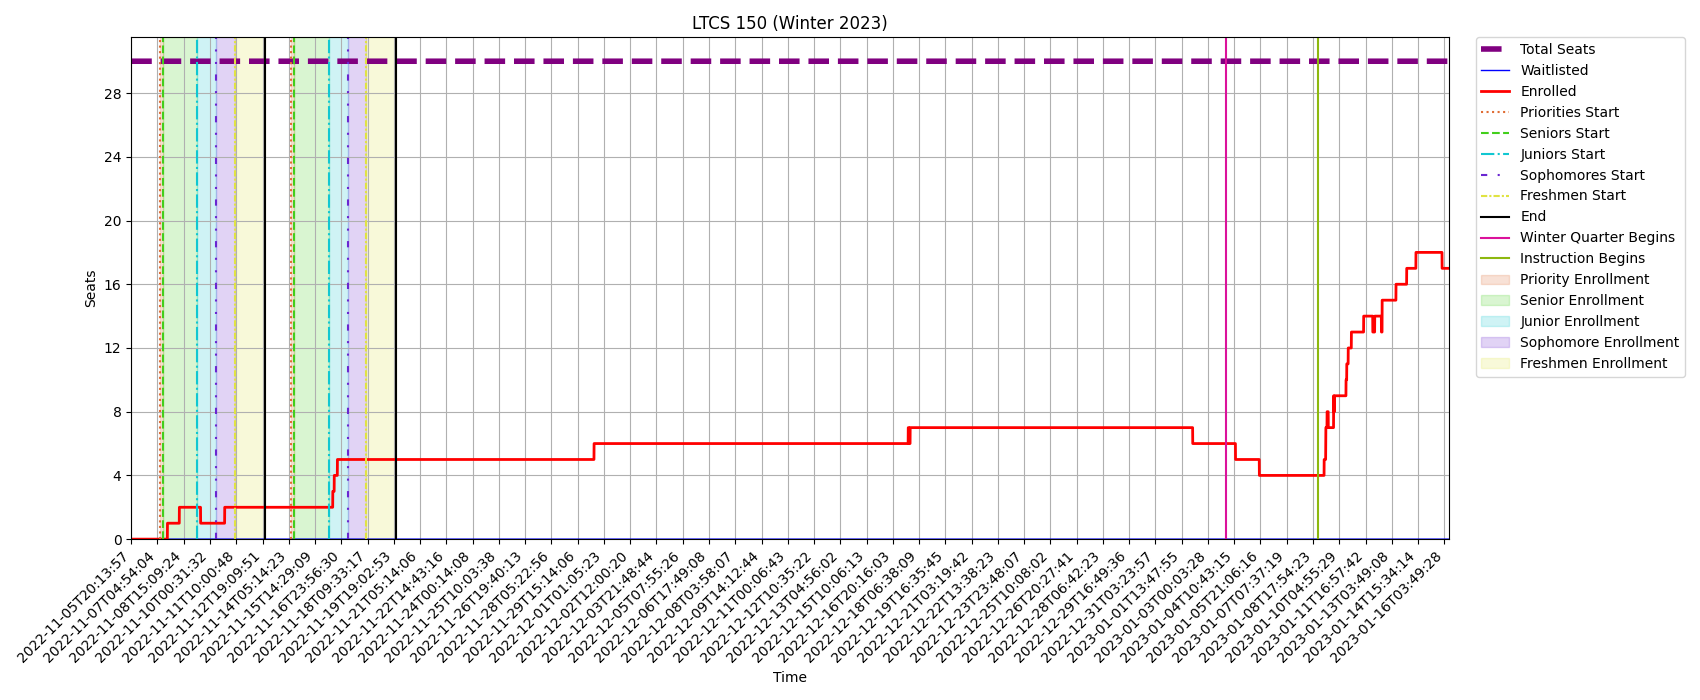 LTCS 150 (Winter 2023)
Seats
28
24
20
16
12
8
4
0
2022-11-05T20:13:57
2022-11-07T04:54:04
2022-11-08T15:09:24
2022-11-10T00:31:32
2022-11-11T10:00:48
2022-11-12T19:09:51
2022-11-14T05:14:23
2022-11-15T14:29:09
2022-11-16T23:56:30
2022-11-18T09:33:17
2022-11-19T19:02:53
2022-11-21T05:14:06
2022-11-22T14:43:16
2022-11-24T00:14:08
2022-11-25T10:03:38
2022-11-26T19:40:13
2022-11-28T05:22:56
2022-11-29T15:14:06
2022-12-01T01:05:23
2022-12-02T12:00:20
2022-12-03T21:48:44
2022-12-05T07:55:26
2022-12-06T17:49:08
2022-12-08T03:58:07
2022-12-09T14:12:44
2022-12-11T00:06:43
2022-12-12T10:35:22
2022-12-13T04:56:02
2022-12-15T10:06:13
2022-12-16T20:16:03
2022-12-18T06:38:09
2022-12-19T16:35:45
2022-12-21T03:19:42
2022-12-22T13:38:23
2022-12-23T23:48:07
2022-12-25T10:08:02
2022-12-26T20:27:41
2022-12-28T06:42:23
2022-12-29T16:49:36
2022-12-31T03:23:57
2023-01-01T13:47:55
2023-01-03T00:03:28
2023-01-04T10:43:15
2023-01-05T21:06:16
2023-01-07T07:37:19
2023-01-08T17:54:23
2023-01-10T04:55:29
2023-01-11T16:57:42
2023-01-13T03:49:08
2023-01-14T15:34:14
2023-01-16T03:49:28
Time
Total Seats
Waitlisted
Enrolled
Priorities Start
Seniors Start
Juniors Start
Sophomores Start
Freshmen Start
End
Winter Quarter Begins
Instruction Begins
Priority Enrollment
Senior Enrollment
Junior Enrollment
Sophomore Enrollment
Freshmen Enrollment